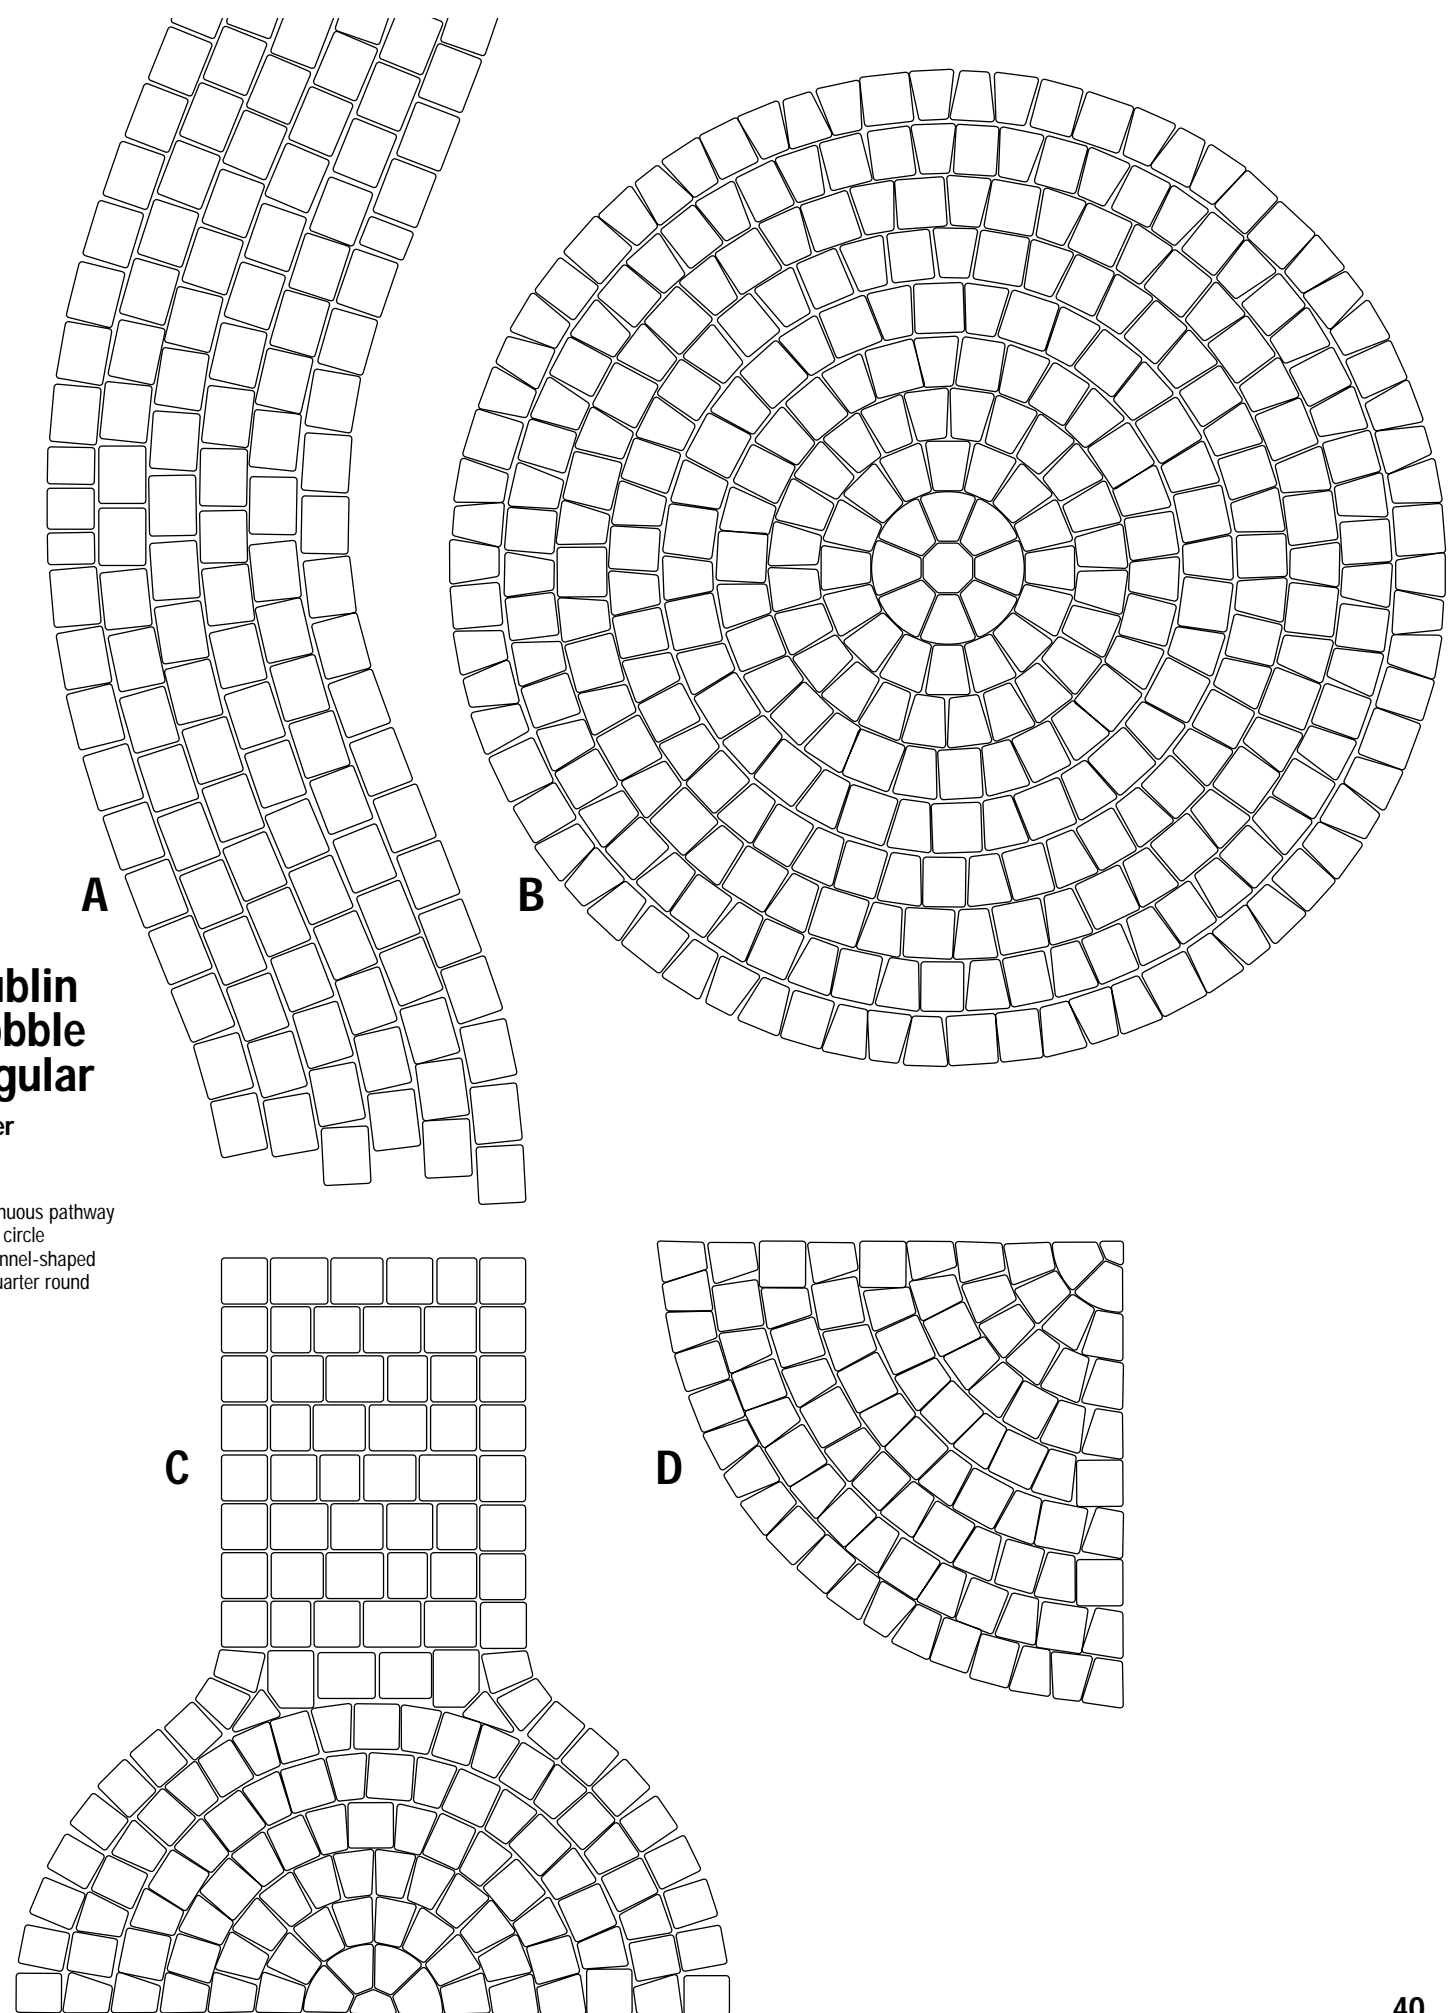 A
B
ublin
obble
gular
er
nuous pathway
circle
nnel-shaped
uarter round
C
D
40